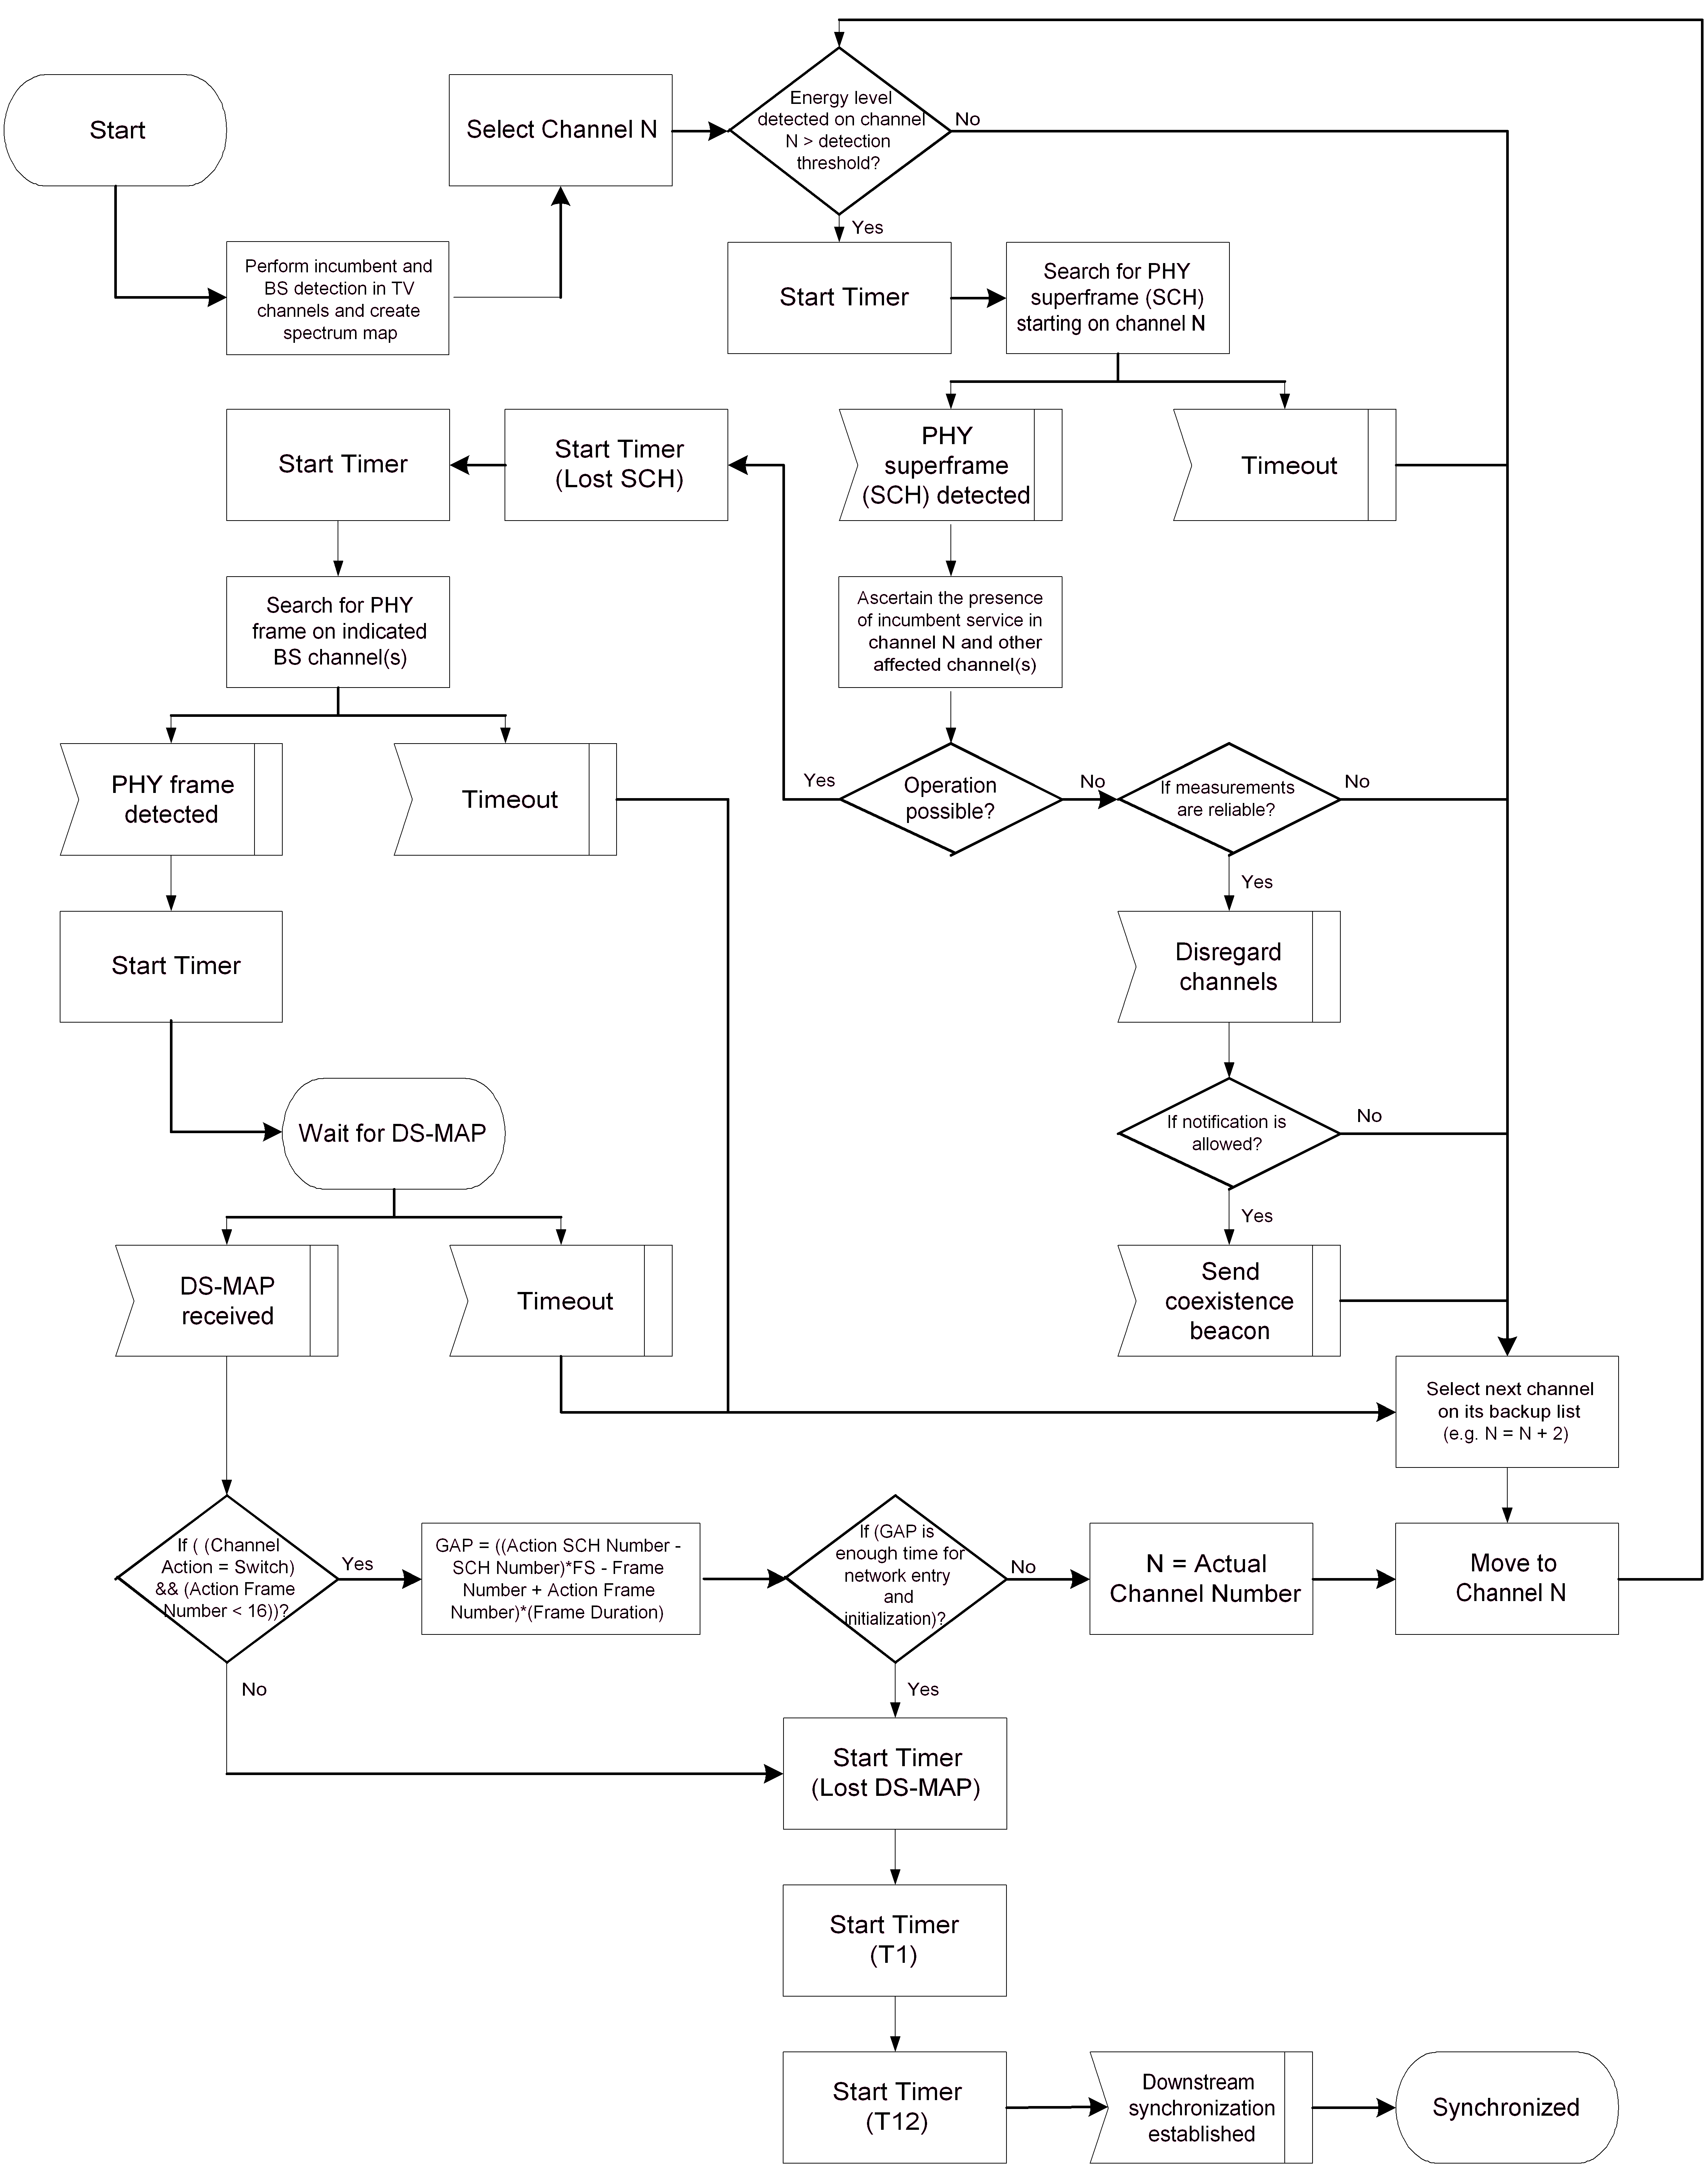 Start
Select Channel N
Energy level
detected on channel
N > detection
threshold?
No
Yes
Perform incumbent and
BS detection in TV
channels and create
spectrum map
Start Timer
Search for PHY
superframe (SCH)
starting on channel N
Start Timer
Start Timer
(Lost SCH)
PHY
superframe
(SCH) detected
Timeout
Search for PHY
frame on indicated
BS channel(s)
Ascertain the presence
of incumbent service in
channel N and other
affected channel(s)
PHY frame
detected
Timeout
Yes
Operation
possible?
No
If measurements
are reliable?
No
Yes
Start Timer
Disregard
channels
Wait for DS-MAP
If notification is
allowed?
No
Yes
DS-MAP
received
Timeout
Send
coexistence
beacon
Select next channel
on its backup list
(e.g. N = N + 2)
If ( (Channel
Action = Switch)
&& (Action Frame
Number < 16))?
Yes
GAP = ((Action SCH Number -
SCH Number)*FS - Frame
Number + Action Frame
Number)*(Frame Duration)
If (GAP is
enough time for
network entry
and
initialization)?
No
N = Actual
Channel Number
Move to
Channel N
No
Yes
Start Timer
(Lost DS-MAP)
Start Timer
(T1)
Start Timer
(T12)
Downstream
synchronization
established
Synchronized